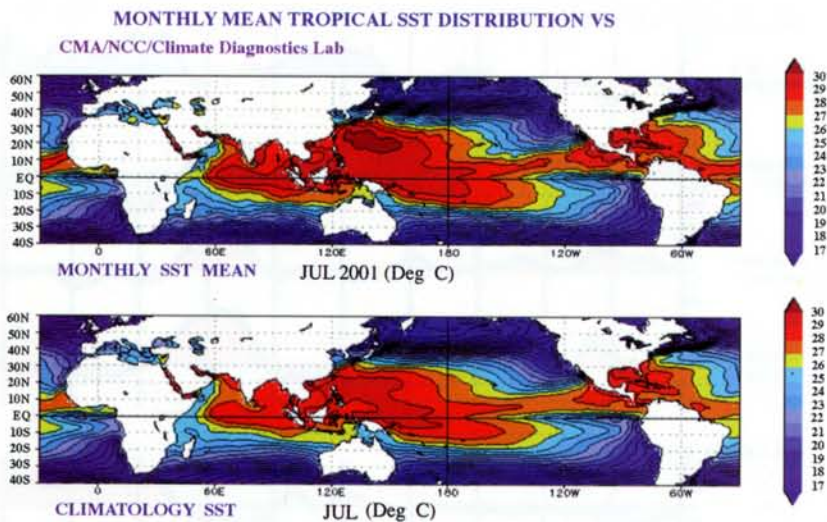 MONTHLY MEAN TROPICAL SST DISTRIBUTION VS
CMA/NCC/Climate Diagnostics Lab
60N
50N
40N
30N
20N
10N
EQ
10S
20S
30S
40S
0 60E 120E 180 120W 60W
30
29
28
27
26
25
24
23
22
21
20
19
18
17
MONTHLY SST MEAN JUL 2001 (Deg C)
60N
50N
40N
30N
20N
10N
EQ
10S
20S
30S
40S
0 60E 120E 180 120W 60W
30
29
28
27
26
25
24
23
22
21
20
19
18
17
CLIMATOLOGY SST JUL (Deg C)